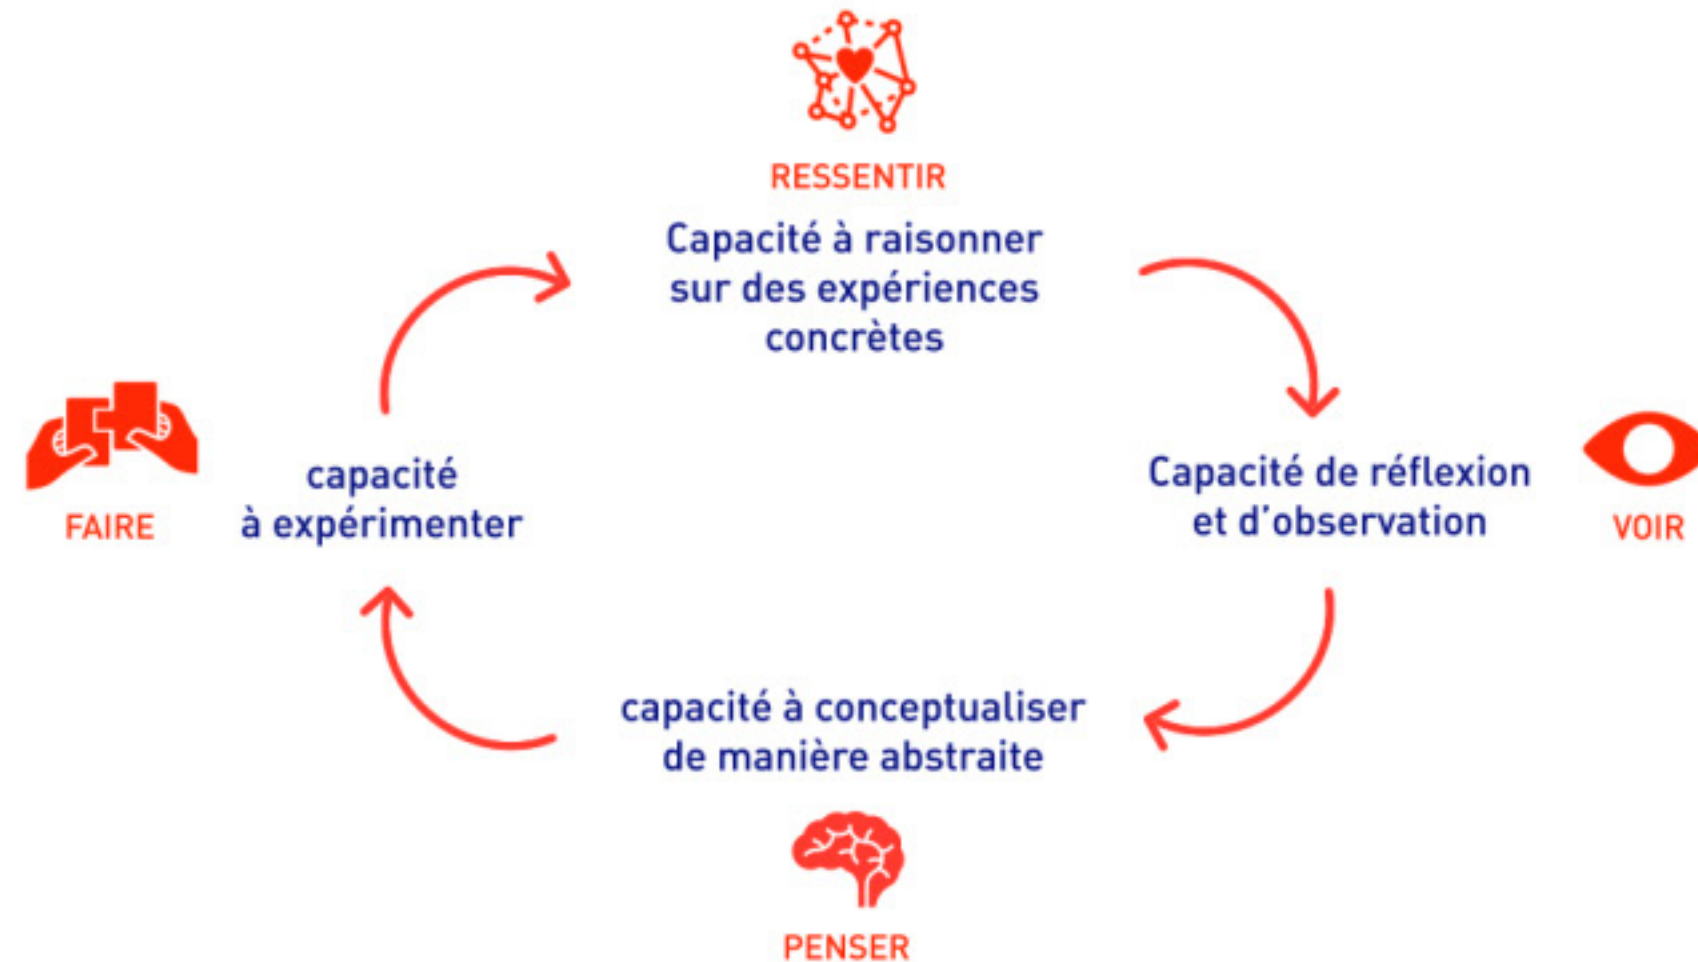 RESSENTIR
Capacité à raisonner
sur des expériences
concrètes
FAIRE
capacité
à expérimenter
Capacité de réflexion
et d’observation
VOIR
capacité à conceptualiser
de manière abstraite
PENSER